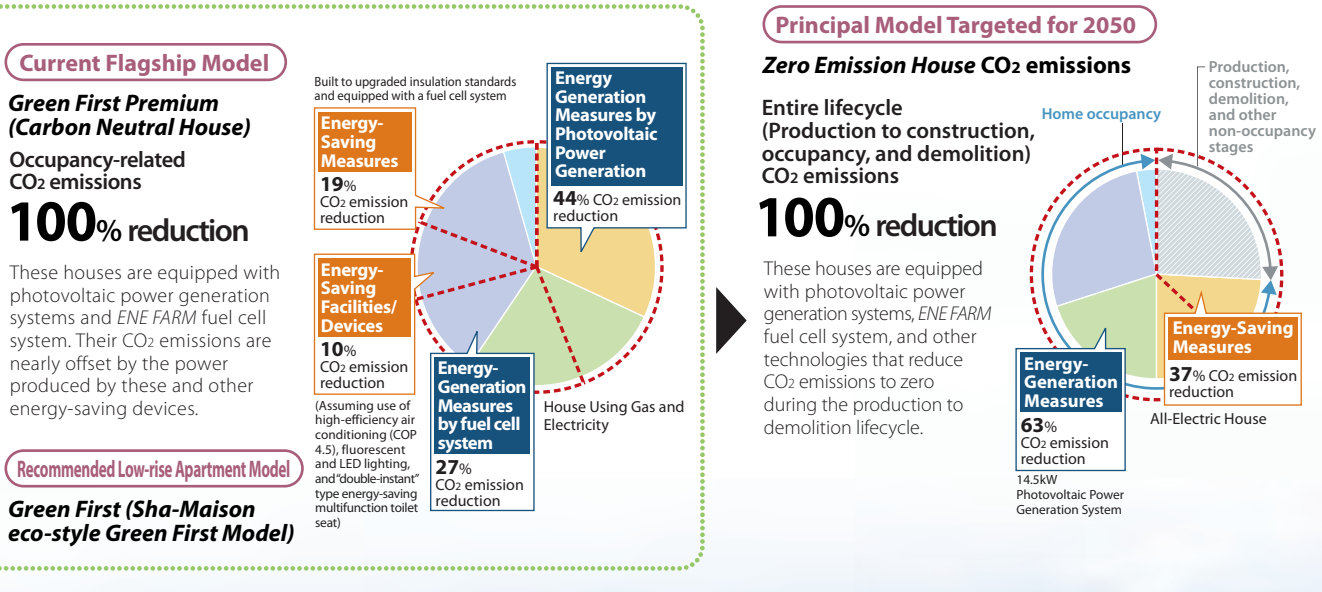 Current Flagship Model
Green First Premium
(Carbon Neutral House)
Occupancy-related
CO2 emissions
100% reduction
These houses are equipped with
photovoltaic power generation
systems and ENE FARM fuel cell
system. Their CO2 emissions are
nearly offset by the power
produced by these and other
energy-saving devices.
Recommended Low-rise Apartment Model
Green First (Sha-Maison
eco-style Green First Model)
Built to upgraded insulation standards
and equipped with a fuel cell system
Energy-
Saving
Measures
19%
CO2 emission
reduction
Energy-
Saving
Facilities/
Devices
10%
CO2 emission
reduction
(Assuming use of
high-efficiency air
conditioning (COP
4.5), fluorescent
and LED lighting,
and "double-instant"
type energy-saving
multifunction toilet
seat)
Energy
Generation
Measures by
Photovoltaic
Power
Generation
44% CO2 emission
reduction
Energy-
Generation
Measures
by fuel cell
system
27%
CO2 emission
reduction
House Using Gas and
Electricity
Principal Model Targeted for 2050
Zero Emission House CO2 emissions
Entire lifecycle
(Production to construction,
occupancy, and demolition)
CO2 emissions
100% reduction
These houses are equipped
with photovoltaic power
generation systems, ENE FARM
fuel cell system, and other
technologies that reduce
CO2 emissions to zero
during the production to
demolition lifecycle.
Home occupancy
Production,
construction,
demolition,
and other
non-occupancy
stages
Energy-Saving
Measures
37% CO2 emission
reduction
All-Electric House
Energy-
Generation
Measures
63%
CO2 emission
reduction
14.5kW
Photovoltaic Power
Generation System